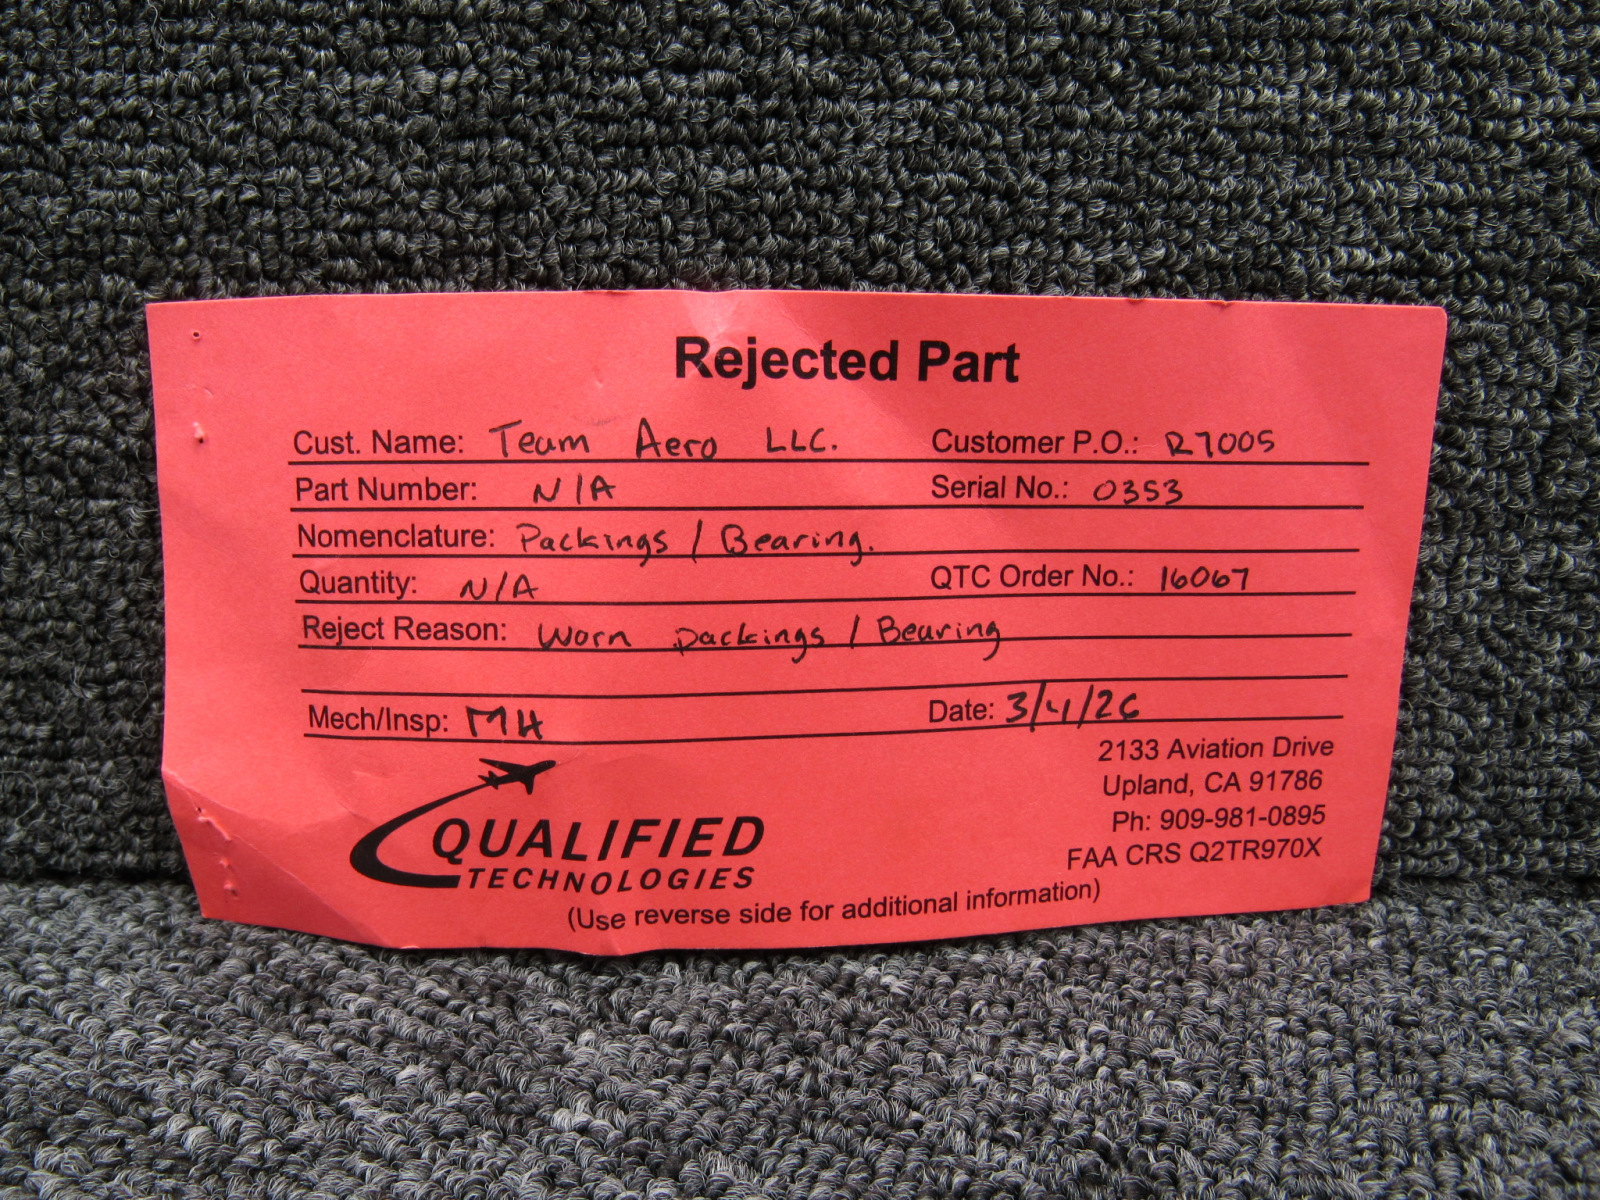 Rejected Part
Cust. Name: Team Aero LLC. Customer P.O.: R7005
Part Number: N/A Serial No.: 0353
Nomenclature: Packings / Bearing.
Quantity: N/A QTC Order No.: 16067
Reject Reason: Worn packings / Bearing
Mech/Insp: MH Date: 3/4/26
2133 Aviation Drive
Upland, CA 91786
Ph: 909-981-0895
FAA CRS Q2TR970X
QUALIFIED
TECHNOLOGIES
(Use reverse side for additional information)